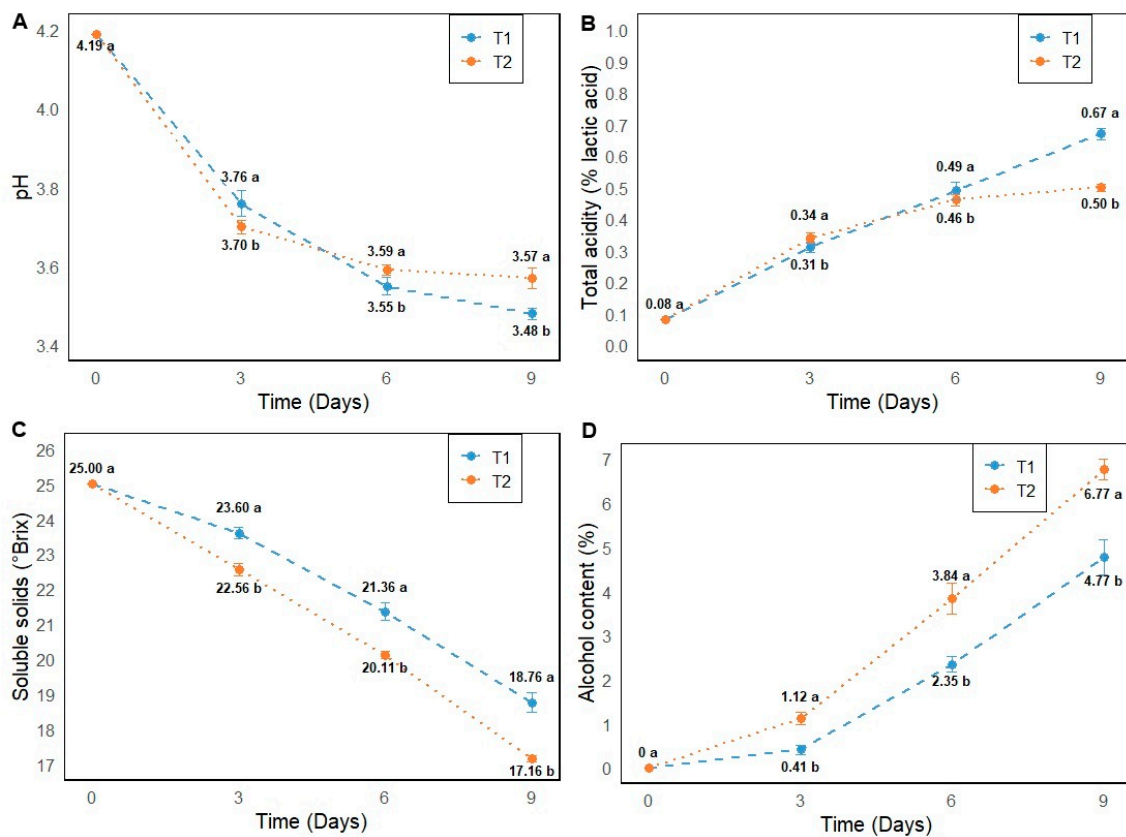 A
4.2
4.0
3.8
3.6
3.4
pH
4.19 a
3.76 a
3.70 b
3.59 a
3.55 b
3.57 a
3.48 b
T1
T2
0 3 6 9
Time (Days)
B
1.0
0.9
0.8
0.7
0.6
0.5
0.4
0.3
0.2
0.1
0.0
Total acidity (% lactic acid)
0.08 a
0.34 a
0.31 b
0.49 a
0.46 b
0.67 a
0.50 b
T1
T2
0 3 6 9
Time (Days)
C
26
25
24
23
22
21
20
19
18
17
Soluble solids (°Brix)
25.00 a
23.60 a
22.56 b
21.36 a
20.11 b
18.76 a
17.16 b
T1
T2
0 3 6 9
Time (Days)
D
7
6
5
4
3
2
1
0
Alcohol content (%)
0 a
1.12 a
0.41 b
3.84 a
2.35 b
6.77 a
4.77 b
T1
T2
0 3 6 9
Time (Days)